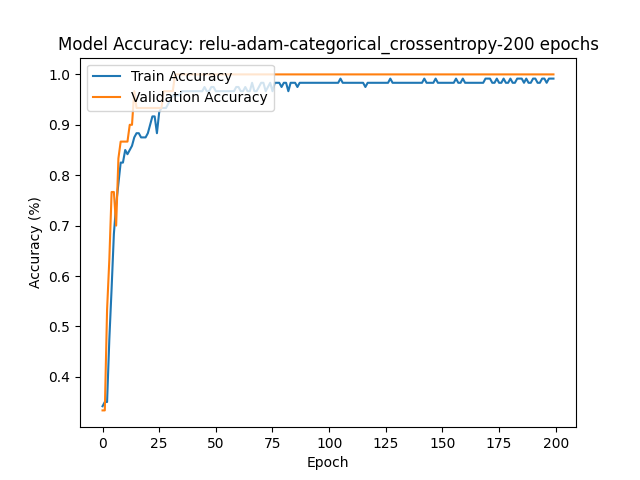 Model Accuracy: relu-adam-categorical_crossentropy-200 epochs
Train Accuracy
Validation Accuracy
1.0
0.9
0.8
0.7
0.6
0.5
0.4
Accuracy (%)
0 25 50 75 100 125 150 175 200
Epoch